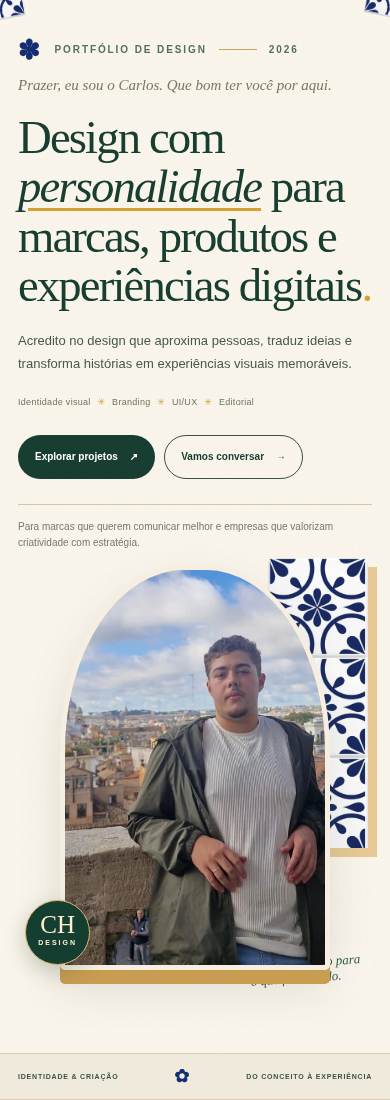 PORTFÓLIO DE DESIGN 2026
Prazer, eu sou o Carlos. Que bom ter você por aqui.
Design com
personalidade para
marcas, produtos e
experiências digitais.
Acredito no design que aproxima pessoas, traduz ideias e
transforma histórias em experiências visuais memoráveis.
Identidade visual ✳ Branding ✳ UI/UX ✳ Editorial
Explorar projetos ↗ Vamos conversar →
Para marcas que querem comunicar melhor e empresas que valorizam
criatividade com estratégia.
CH
DESIGN
para
IDENTIDADE & CRIAÇÃO DO CONCEITO À EXPERIÊNCIA